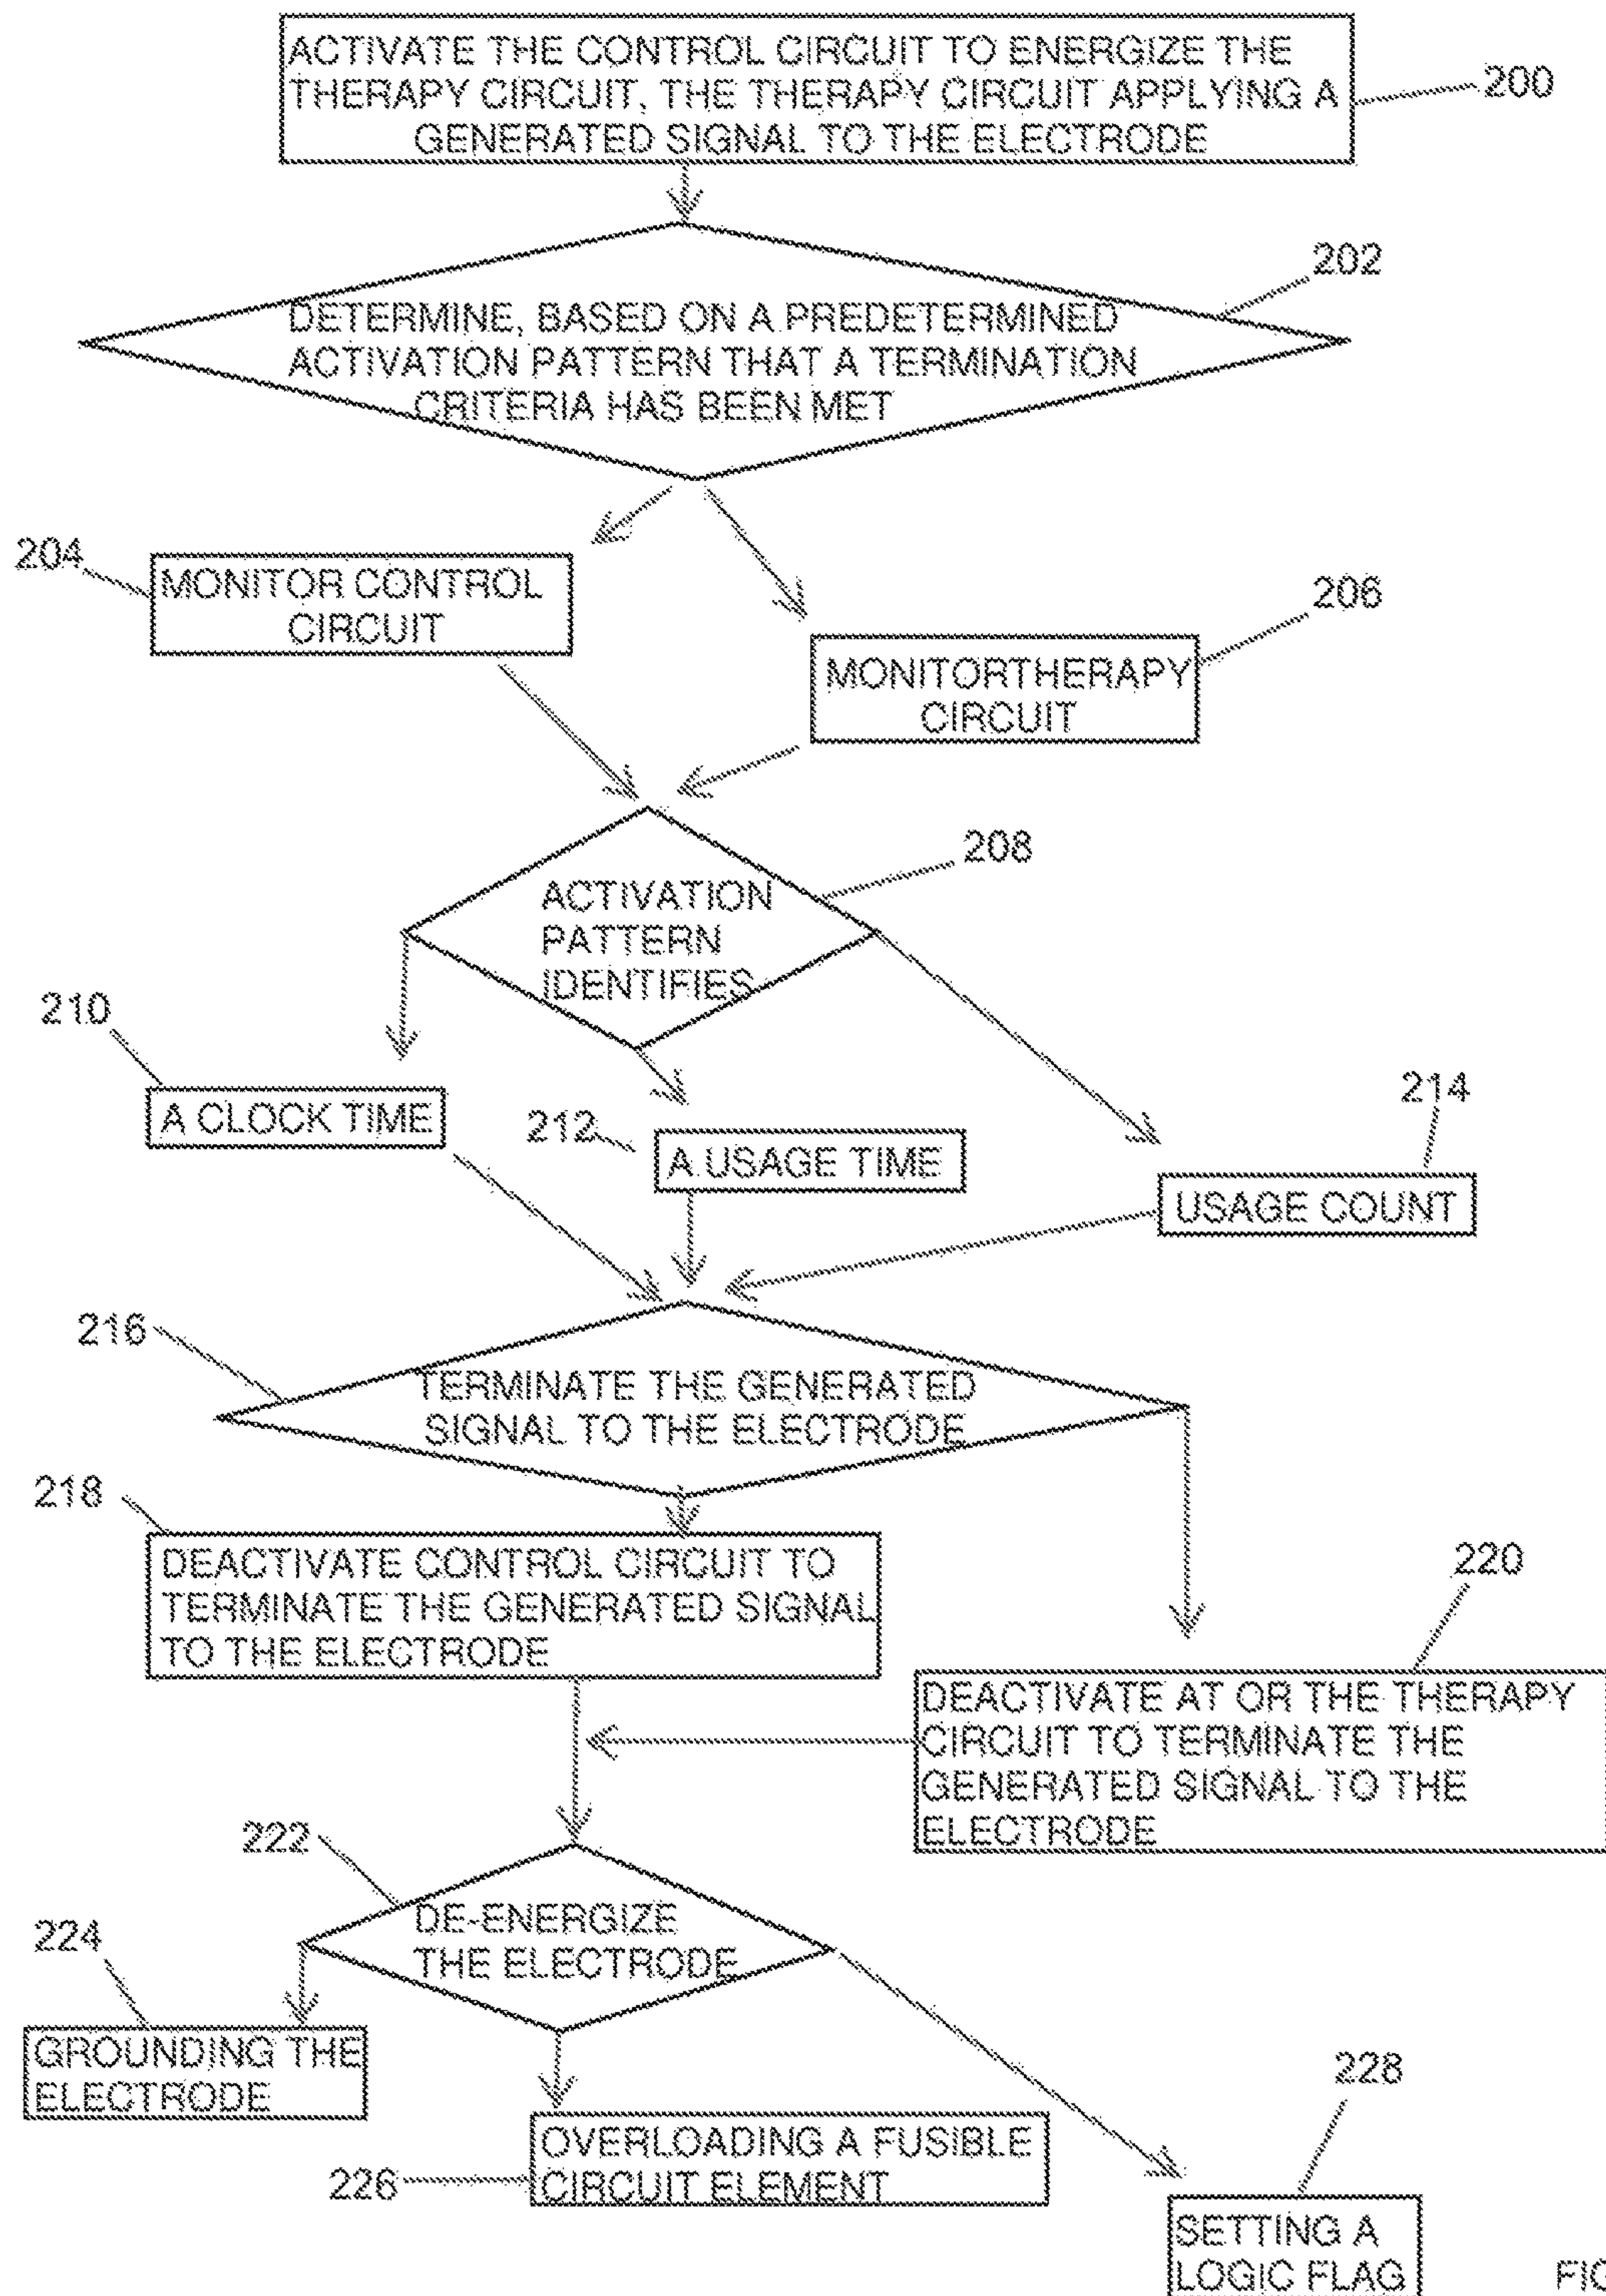 ACTIVATE THE CONTROL CIRCUIT TO ENERGIZE THE
THERAPY CIRCUIT, THE THERAPY CIRCUIT APPLYING A
GENERATED SIGNAL TO THE ELECTRODE
200
202
DETERMINE, BASED ON A PREDETERMINED
ACTIVATION PATTERN THAT A TERMINATION
CRITERIA HAS BEEN MET
204
MONITOR CONTROL
CIRCUIT
206
MONITORTHERAPY
CIRCUIT
208
ACTIVATION
PATTERN
IDENTIFIES
210
A CLOCK TIME
212
A USAGE TIME
214
USAGE COUNT
216
TERMINATE THE GENERATED
SIGNAL TO THE ELECTRODE
218
DEACTIVATE CONTROL CIRCUIT TO
TERMINATE THE GENERATED SIGNAL
TO THE ELECTRODE
220
DEACTIVATE AT OR THE THERAPY
CIRCUIT TO TERMINATE THE
GENERATED SIGNAL TO THE
ELECTRODE
222
DE-ENERGIZE
THE ELECTRODE
224
GROUNDING THE
ELECTRODE
226
OVERLOADING A FUSIBLE
CIRCUIT ELEMENT
228
SETTING A
LOGIC FLAG